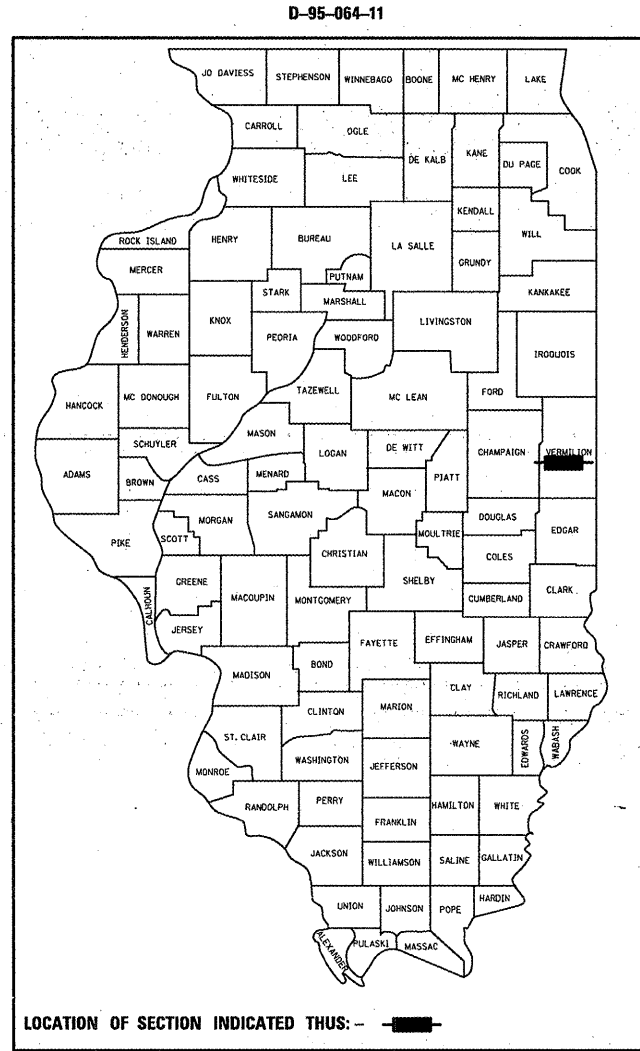 D-95-064-11
JO DAVIESS STEPHENSON WINNEBAGO BOONE MC HENRY LAKE
CARROLL OGLE
DE KALB KANE DU PAGE COOK
WHITESIDE LEE
KENDALL WILL
ROCK ISLAND HENRY BUREAU LA SALLE
GRUNDY
MERCER PUTNAM
STARK MARSHALL KANKAKEE
HENDERSON WARREN KNOX LIVINGSTON
PEORIA WOODFORD IROQUOIS
HANCOCK MC DONOUGH FULTON TAZEWELL MC LEAN FORD
MASON
SCHUYLER LOGAN DE WITT CHAMPAIGN VERMILION
ADAMS BROWN CASS MENARD PIATT
MACON
MORGAN SANGAMON DOUGLAS
PIKE SCOTT CHRISTIAN MOULTRIE EDGAR
COLES
SHELBY
GREENE MACOUPIN MONTGOMERY CUMBERLAND CLARK
CALHOUN JERSEY
FAYETTE EFFINGHAM JASPER CRAWFORD
MADISON BOND
CLAY RICHLAND LAWRENCE
CLINTON MARION
ST. CLAIR WAYNE EDWARDS WABASH
WASHINGTON JEFFERSON
MONROE
RANDOLPH PERRY HAMILTON WHITE
FRANKLIN
JACKSON WILLIAMSON SALINE GALLATIN
UNION JOHNSON POPE HARDIN
ALEXANDER PULASKI MASSAC
LOCATION OF SECTION INDICATED THUS: -